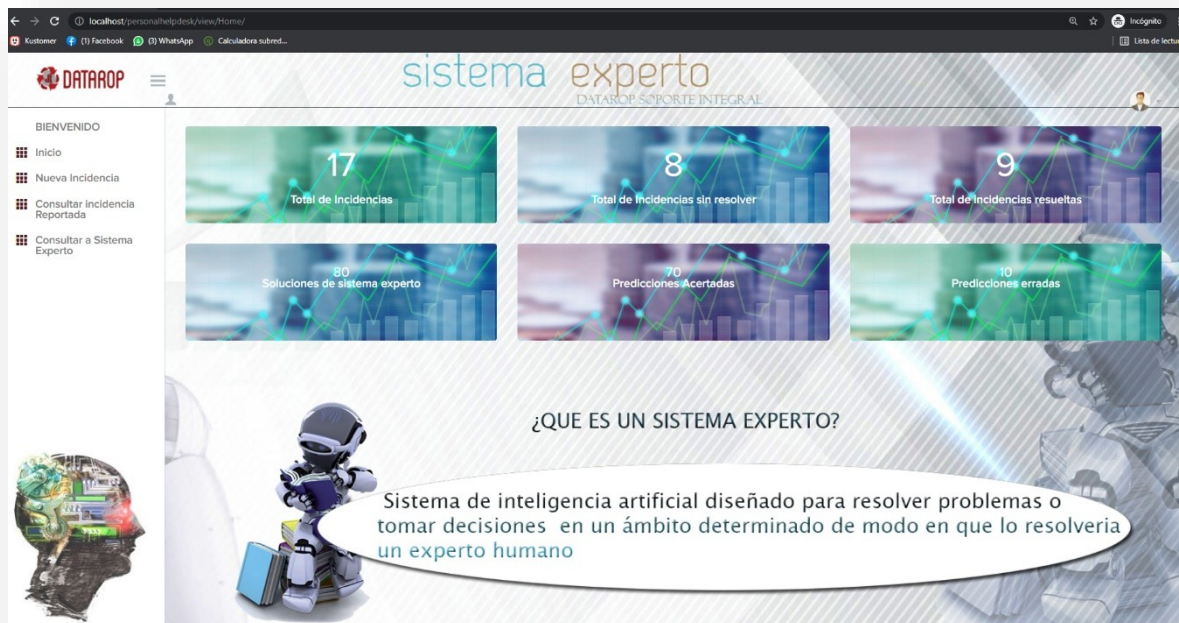 localhost/personalhelpdesk/view/Home/
Incógnito
Kustomer
(1) Facebook
(3) WhatsApp
Calculadora subred...
Lista de lectur
DATAROP
sistema experto
DATAROP SOPORTE INTEGRAL
BIENVENIDO
Inicio
Nueva Incidencia
Consultar incidencia
Reportada
Consultar a Sistema
Experto
17
Total de Incidencias
8
Total de Incidencias sin resolver
9
Total de Incidencias resueltas
80
Soluciones de sistema experto
70
Predicciones Acertadas
10
Predicciones erradas
¿QUE ES UN SISTEMA EXPERTO?
Sistema de inteligencia artificial diseñado para resolver problemas o
tomar decisiones en un ámbito determinado de modo en que lo resolveria
un experto humano